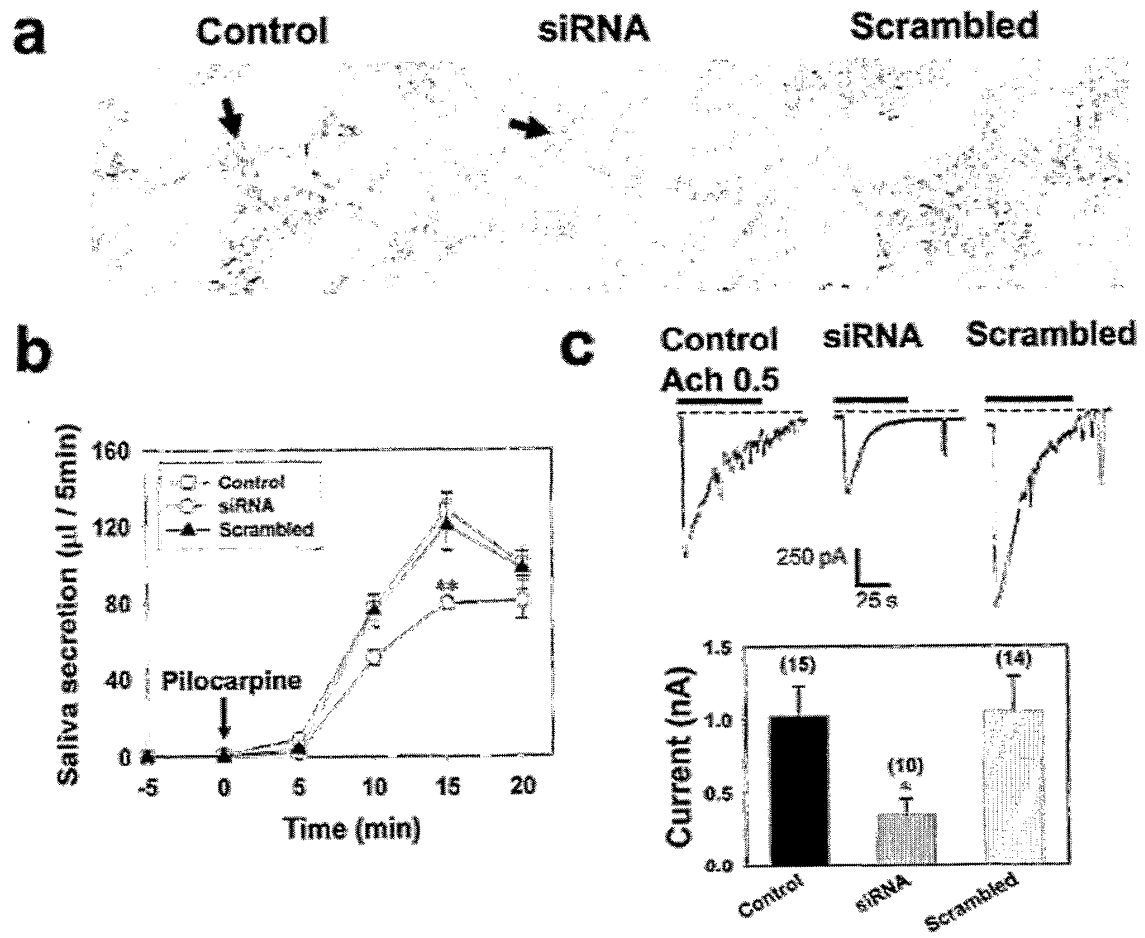 a
Control siRNA Scrambled
b
Saliva secretion (µl / 5min)
160
120
80
40
0
Control
siRNA
Scrambled
**
Pilocarpine
-5 0 5 10 15 20
Time (min)
c
Control siRNA Scrambled
Ach 0.5
250 pA
25 s
Current (nA)
1.5
1.0
0.5
0.0
(15)
(10)
*
(14)
Control siRNA Scrambled